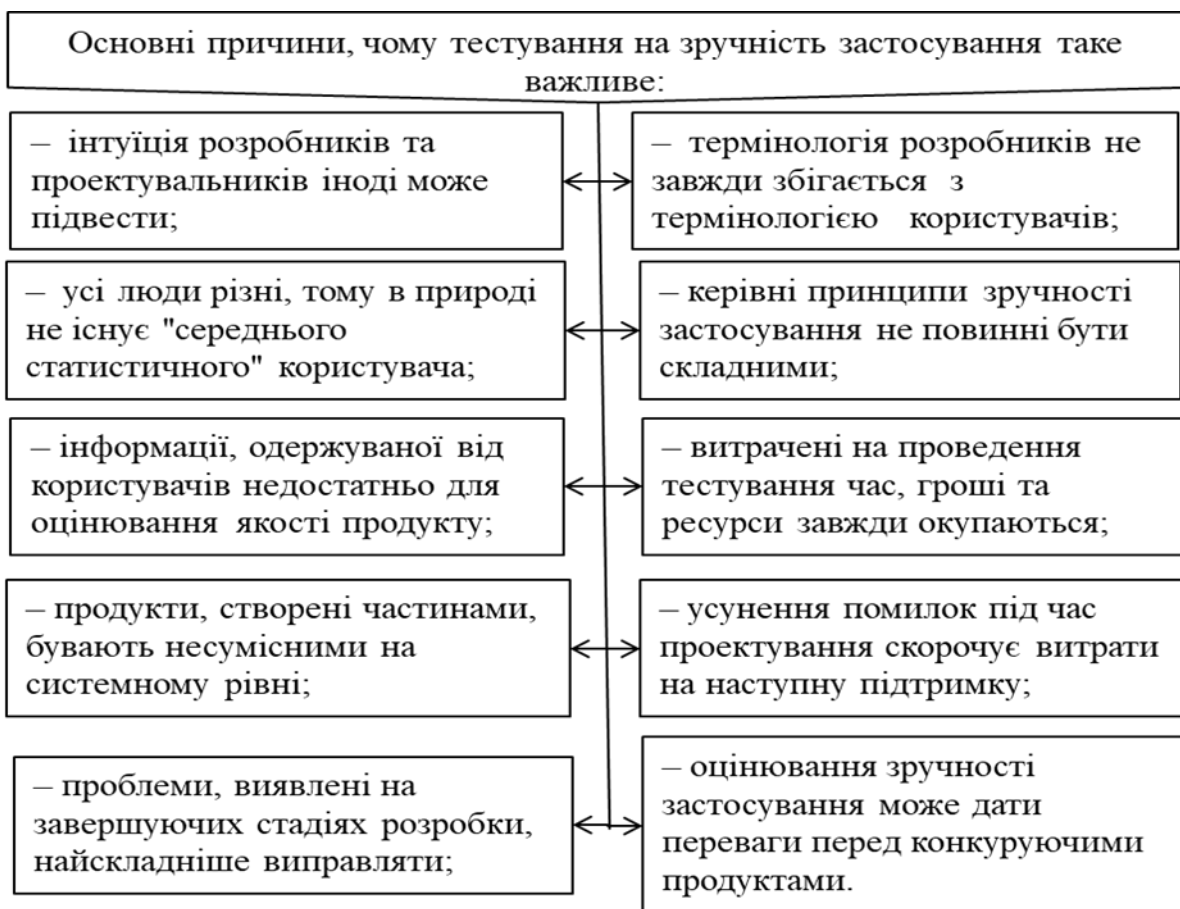 Основні причини, чому тестування на зручність застосування таке
важливе:
– інтуїція розробників та
проектувальників іноді може
підвести;
– термінологія розробників не
завжди збігається з
термінологією користувачів;
– усі люди різні, тому в природі
не існує "середнього
статистичного" користувача;
– керівні принципи зручності
застосування не повинні бути
складними;
– інформації, одержуваної від
користувачів недостатньо для
оцінювання якості продукту;
– витрачені на проведення
тестування час, гроші та
ресурси завжди окупаються;
– продукти, створені частинами,
бувають несумісними на
системному рівні;
– усунення помилок під час
проектування скорочує витрати
на наступну підтримку;
– проблеми, виявлені на
завершуючих стадіях розробки,
найскладніше виправляти;
– оцінювання зручності
застосування може дати
переваги перед конкуруючими
продуктами.